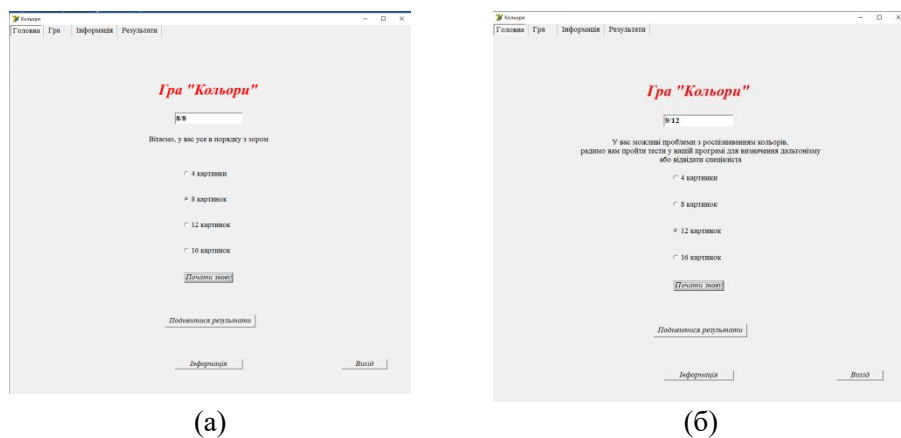 Кольори
Головна Гра Інформація Результати
Гра "Кольори"
8/8
Вітаємо, у вас усе в порядку з зором
4 картинки
8 картинок
12 картинок
16 картинок
Почати знову
Подивитися результати
Інформація
Вихід
(а)
Кольори
Головна Гра Інформація Результати
Гра "Кольори"
9/12
У вас можливі проблеми з розпізнаванням кольорів,
радимо вам пройти тести у нашій програмі для визначення дальтонізму
або відвідати спеціаліста
4 картинки
8 картинок
12 картинок
16 картинок
Почати знову
Подивитися результати
Інформація
Вихід
(б)